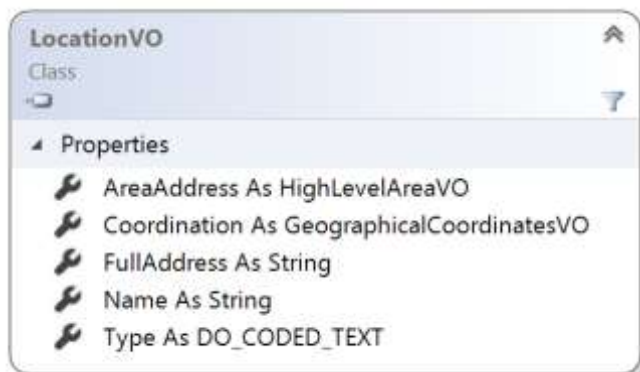 LocationVO
Class
Properties
AreaAddress As HighLevelAreaVO
Coordination As GeographicalCoordinatesVO
FullAddress As String
Name As String
Type As DO_CODED_TEXT